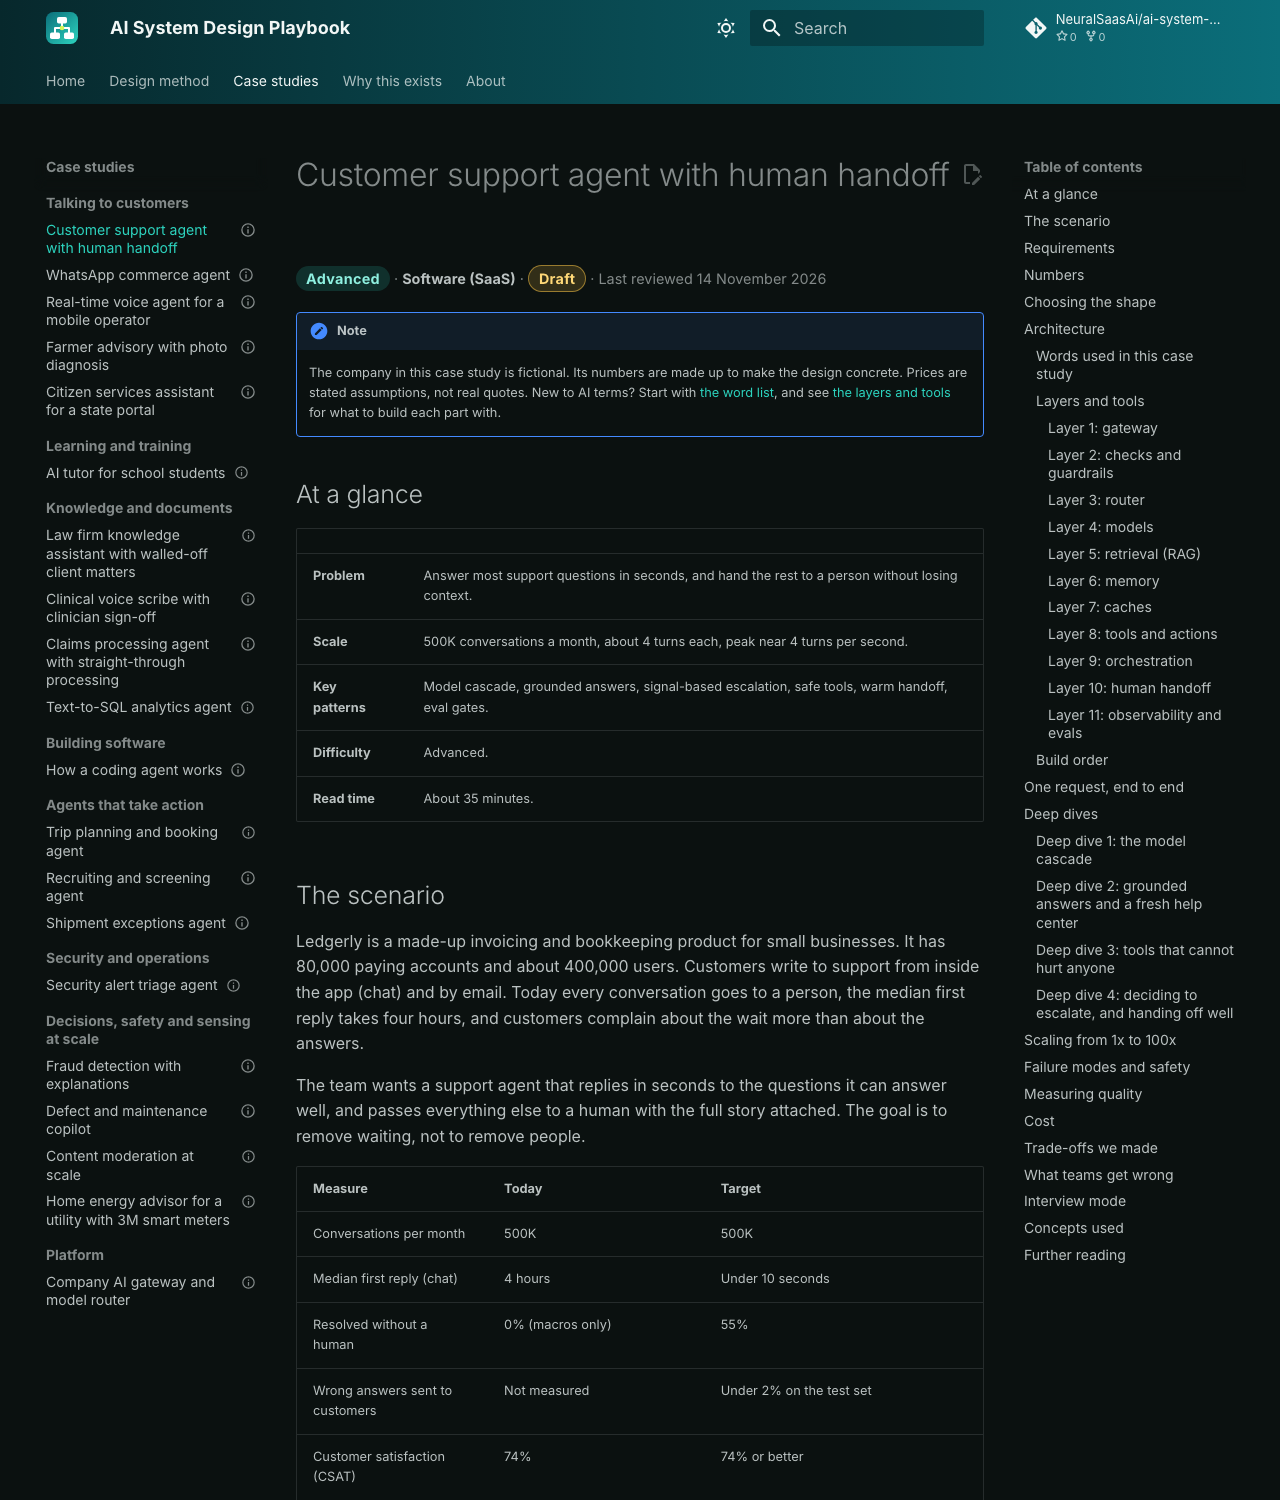 AI System Design Playbook
Search
NeuralSaasAi/ai-system-...
0 0
Home
Design method
Case studies
Why this exists
About
Case studies
Talking to customers
Customer support agent
with human handoff
WhatsApp commerce agent
Real-time voice agent for a
mobile operator
Farmer advisory with photo
diagnosis
Citizen services assistant
for a state portal
Learning and training
AI tutor for school students
Knowledge and documents
Law firm knowledge
assistant with walled-off
client matters
Clinical voice scribe with
clinician sign-off
Claims processing agent
with straight-through
processing
Text-to-SQL analytics agent
Building software
How a coding agent works
Agents that take action
Trip planning and booking
agent
Recruiting and screening
agent
Shipment exceptions agent
Security and operations
Security alert triage agent
Decisions, safety and sensing
at scale
Fraud detection with
explanations
Defect and maintenance
copilot
Content moderation at
scale
Home energy advisor for a
utility with 3M smart meters
Platform
Company AI gateway and
model router
Customer support agent with human handoff
Advanced · Software (SaaS) · Draft · Last reviewed 14 November 2026
Note
The company in this case study is fictional. Its numbers are made up to make the design concrete. Prices are
stated assumptions, not real quotes. New to AI terms? Start with the word list, and see the layers and tools
for what to build each part with.
At a glance
Problem Answer most support questions in seconds, and hand the rest to a person without losing
context.
Scale 500K conversations a month, about 4 turns each, peak near 4 turns per second.
Key Model cascade, grounded answers, signal-based escalation, safe tools, warm handoff,
patterns eval gates.
Difficulty Advanced.
Read time About 35 minutes.
The scenario
Ledgerly is a made-up invoicing and bookkeeping product for small businesses. It has
80,000 paying accounts and about 400,000 users. Customers write to support from inside
the app (chat) and by email. Today every conversation goes to a person, the median first
reply takes four hours, and customers complain about the wait more than about the
answers.
The team wants a support agent that replies in seconds to the questions it can answer
well, and passes everything else to a human with the full story attached. The goal is to
remove waiting, not to remove people.
Measure Today Target
Conversations per month 500K 500K
Median first reply (chat) 4 hours Under 10 seconds
Resolved without a 0% (macros only) 55%
human
Wrong answers sent to Not measured Under 2% on the test set
customers
Customer satisfaction 74% 74% or better
(CSAT)
Table of contents
At a glance
The scenario
Requirements
Numbers
Choosing the shape
Architecture
Words used in this case
study
Layers and tools
Layer 1: gateway
Layer 2: checks and
guardrails
Layer 3: router
Layer 4: models
Layer 5: retrieval (RAG)
Layer 6: memory
Layer 7: caches
Layer 8: tools and actions
Layer 9: orchestration
Layer 10: human handoff
Layer 11: observability and
evals
Build order
One request, end to end
Deep dives
Deep dive 1: the model
cascade
Deep dive 2: grounded
answers and a fresh help
center
Deep dive 3: tools that cannot
hurt anyone
Deep dive 4: deciding to
escalate, and handing off well
Scaling from 1x to 100x
Failure modes and safety
Measuring quality
Cost
Trade-offs we made
What teams get wrong
Interview mode
Concepts used
Further reading